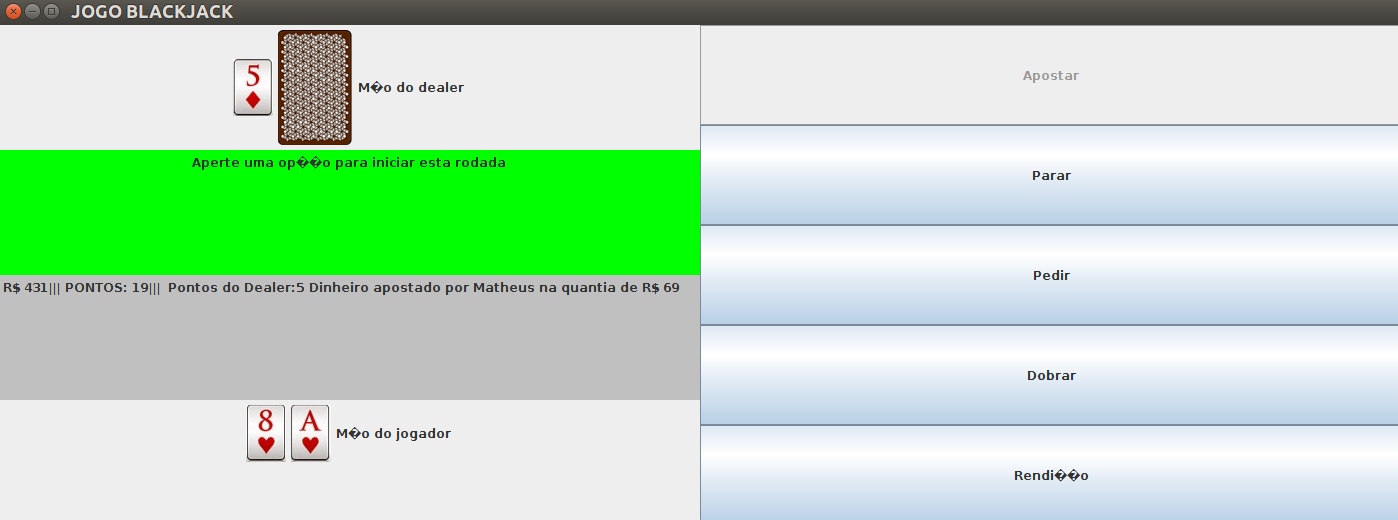 JOGO BLACKJACK
5
M�o do dealer
Aperte uma op��o para iniciar esta rodada
R$ 431||| PONTOS: 19||| Pontos do Dealer:5 Dinheiro apostado por Matheus na quantia de R$ 69
8 A
M�o do jogador
Apostar
Parar
Pedir
Dobrar
Rendi��o